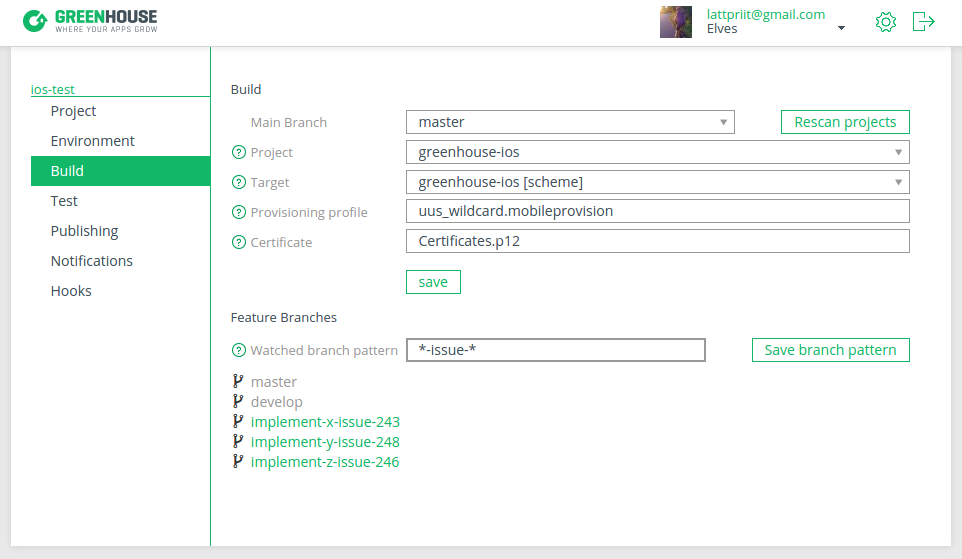 GREENHOUSE
WHERE YOUR APPS GROW
lattpriit@gmail.com
Elves
ios-test
Project
Environment
Build
Test
Publishing
Notifications
Hooks
Build
Main Branch master Rescan projects
? Project greenhouse-ios
? Target greenhouse-ios [scheme]
? Provisioning profile uus_wildcard.mobileprovision
? Certificate Certificates.p12
save
Feature Branches
? Watched branch pattern *-issue-* Save branch pattern
master
develop
implement-x-issue-243
implement-y-issue-248
implement-z-issue-246